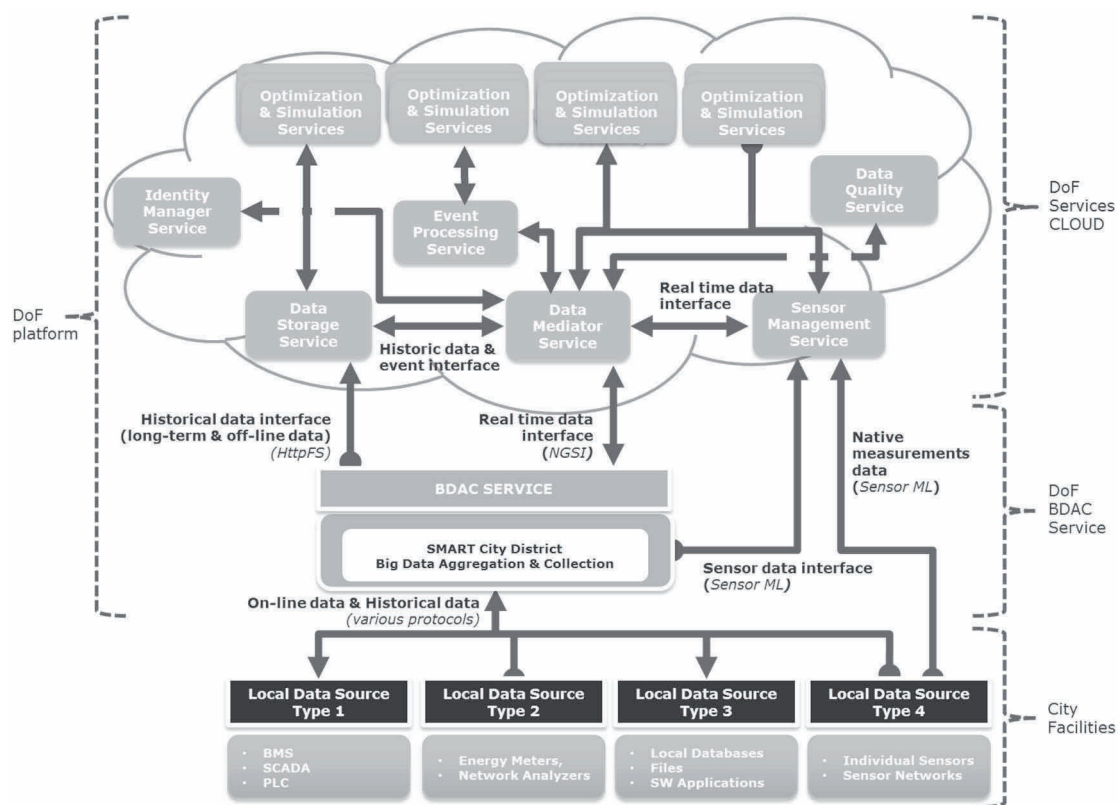 Optimization
& Simulation
Services
Optimization
& Simulation
Services
Optimization
& Simulation
Services
Optimization
& Simulation
Services
Identity
Manager
Service
Event
Processing
Service
Data
Quality
Service
DoF
Services
CLOUD
DoF
platform
Data
Storage
Service
Data
Mediator
Service
Real time data
interface
Sensor
Management
Service
Historic data &
event interface
Historical data interface
(long-term & off-line data)
(HttpFS)
Real time data
interface
(NGSI)
Native
measurements
data
(Sensor ML)
DoF
BDAC
Service
BDAC SERVICE
SMART City District
Big Data Aggregation & Collection
Sensor data interface
(Sensor ML)
On-line data & Historical data
(various protocols)
Local Data Source
Type 1
Local Data Source
Type 2
Local Data Source
Type 3
Local Data Source
Type 4
City
Facilities
• BMS
• SCADA
• PLC
• Energy Meters,
• Network Analyzers
• Local Databases
• Files
• SW Applications
• Individual Sensors
• Sensor Networks